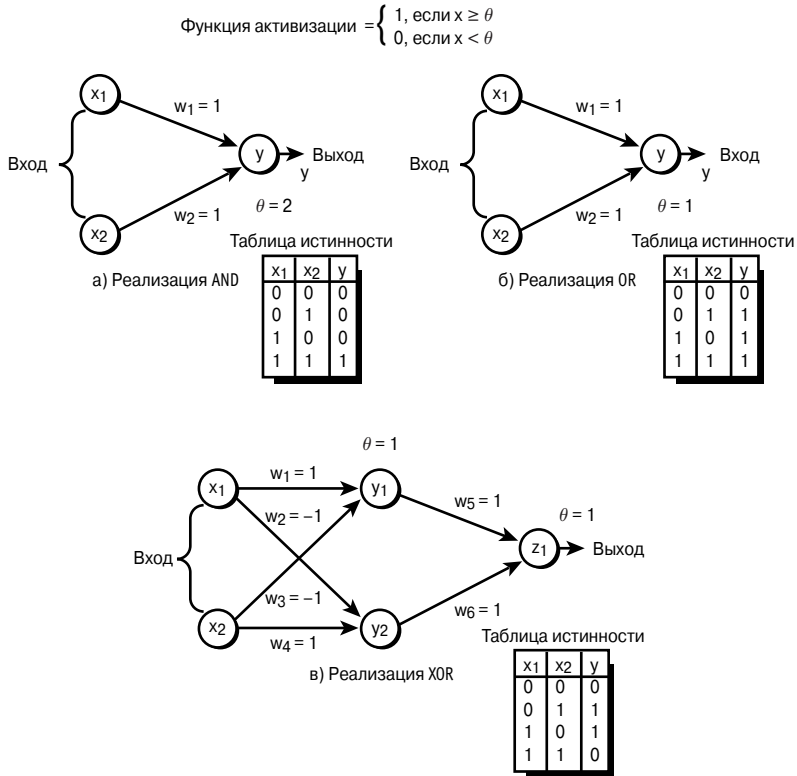 Функция активизации = { 1, если x ≥ θ
0, если x < θ
x1
w1 = 1
Вход
y
Выход
y
w2 = 1
θ = 2
x2
Таблица истинности
а) Реализация AND
x1 x2 y
0 0 0
0 1 0
1 0 0
1 1 1
x1
w1 = 1
Вход
y
Вход
y
w2 = 1
θ = 1
x2
Таблица истинности
б) Реализация OR
x1 x2 y
0 0 0
0 1 1
1 0 1
1 1 1
θ = 1
x1
w1 = 1
y1
w2 = −1
w5 = 1
θ = 1
Вход
z1
Выход
w3 = −1
x2
w4 = 1
y2
w6 = 1
Таблица истинности
в) Реализация XOR
x1 x2 y
0 0 0
0 1 1
1 0 1
1 1 0